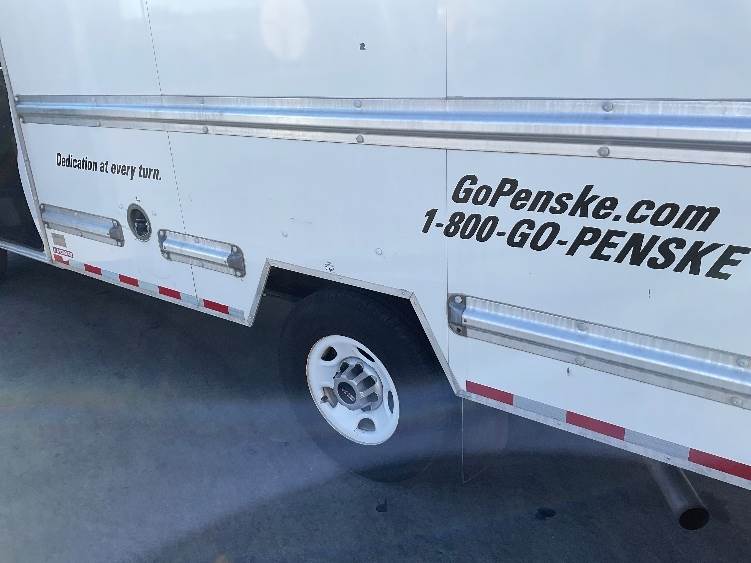 Dedication at every turn.
GoPenske.com
1-800-GO-PENSKE